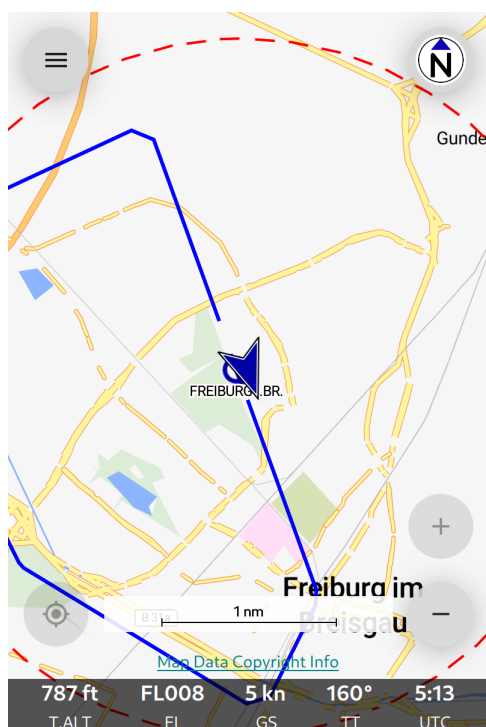 N
Gunde
FREIBURG
.BR.
Freiburg im
Breisgau
B31a
1 nm
Map Data Copyright Info
787 ft FL008 5 kn 160° 5:13
T.ALT FL GS TT UTC